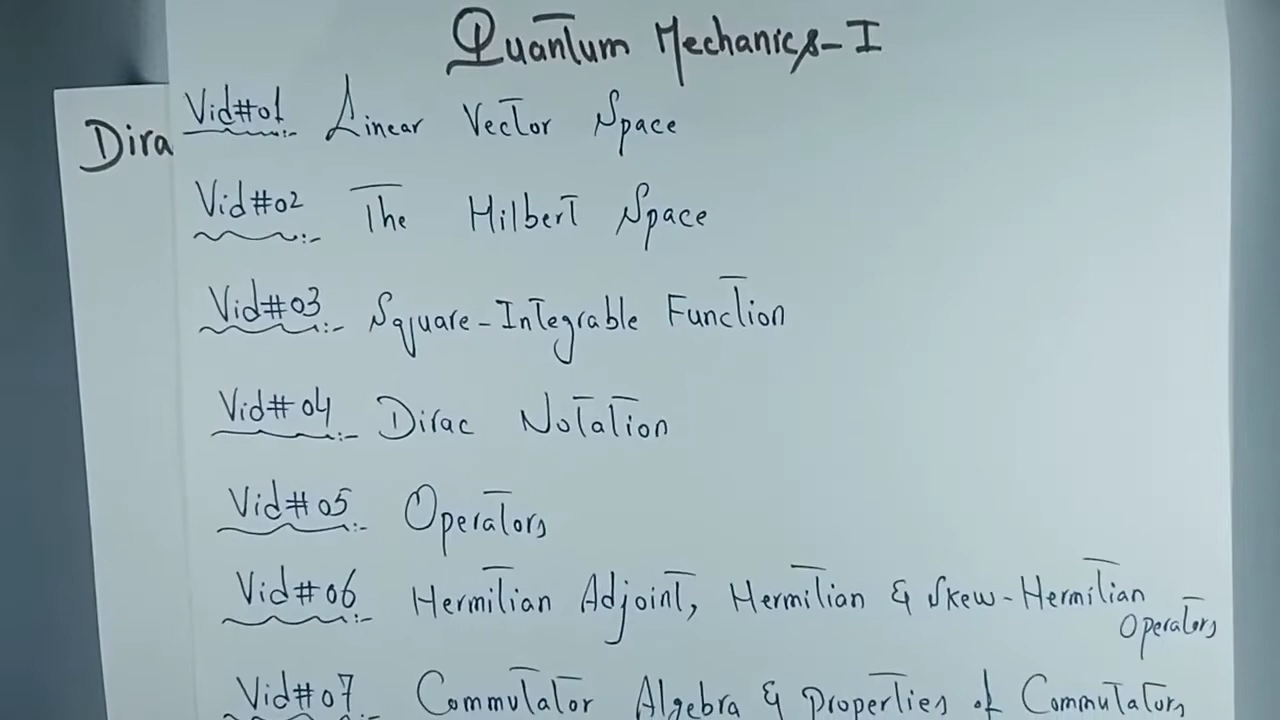 Quantum Mechanics-I
Vid#01:- Linear Vector Space
Dira
Vid#02:- The Hilbert Space
Vid#03:- Square-Integrable Function
Vid#04:- Dirac Notation
Vid#05:- Operators
Vid#06:- Hermitian Adjoint, Hermitian & Skew-Hermitian
Operators
Vid#07:- Commutator Algebra & Properties of Commutators